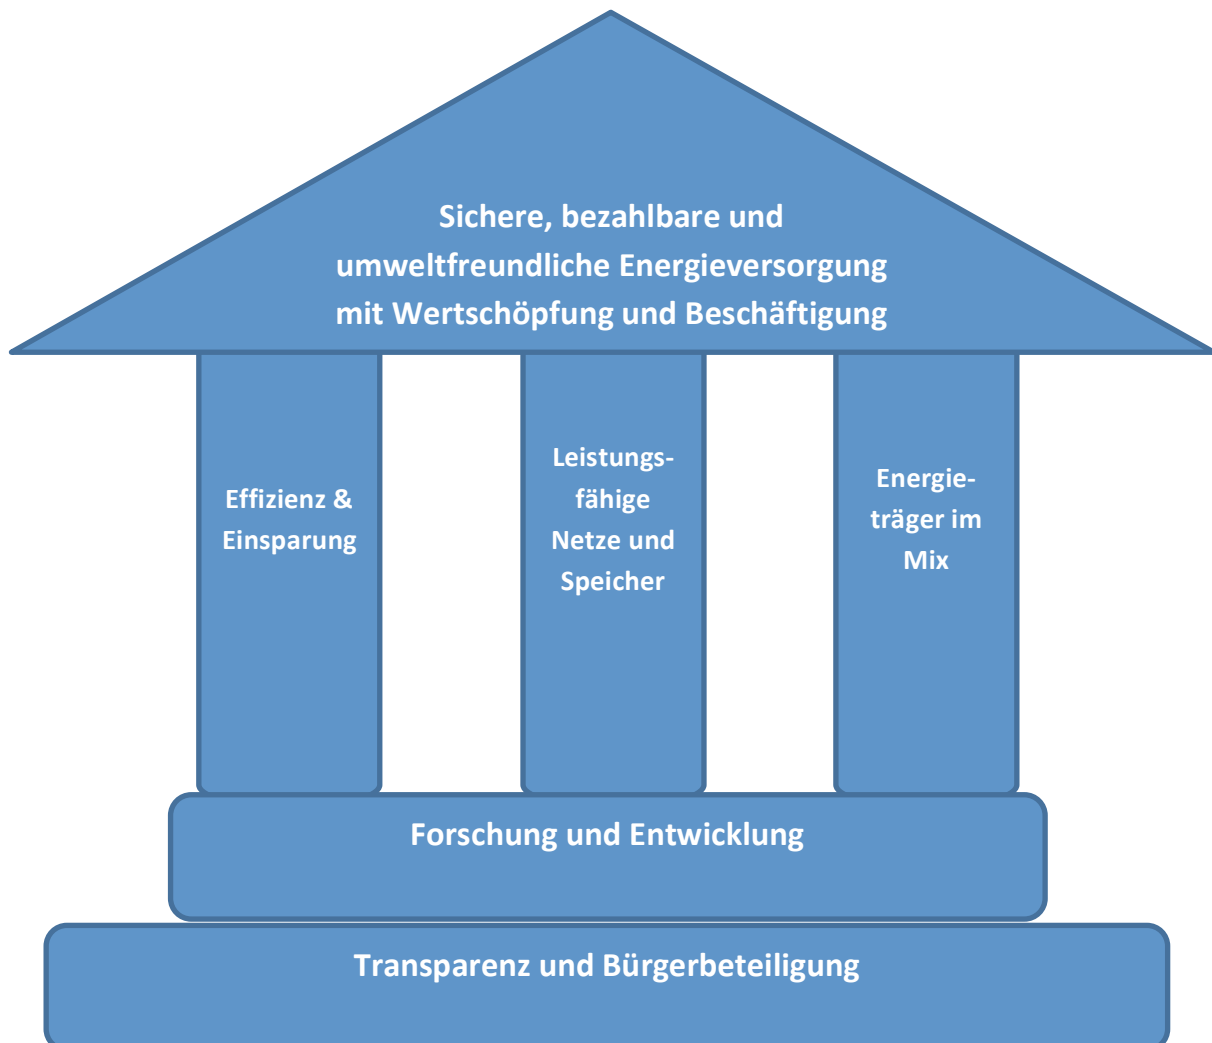 Sichere, bezahlbare und
umweltfreundliche Energieversorgung
mit Wertschöpfung und Beschäftigung
Effizienz &
Einsparung
Leistungs-
fähige
Netze und
Speicher
Energie-
träger im
Mix
Forschung und Entwicklung
Transparenz und Bürgerbeteiligung